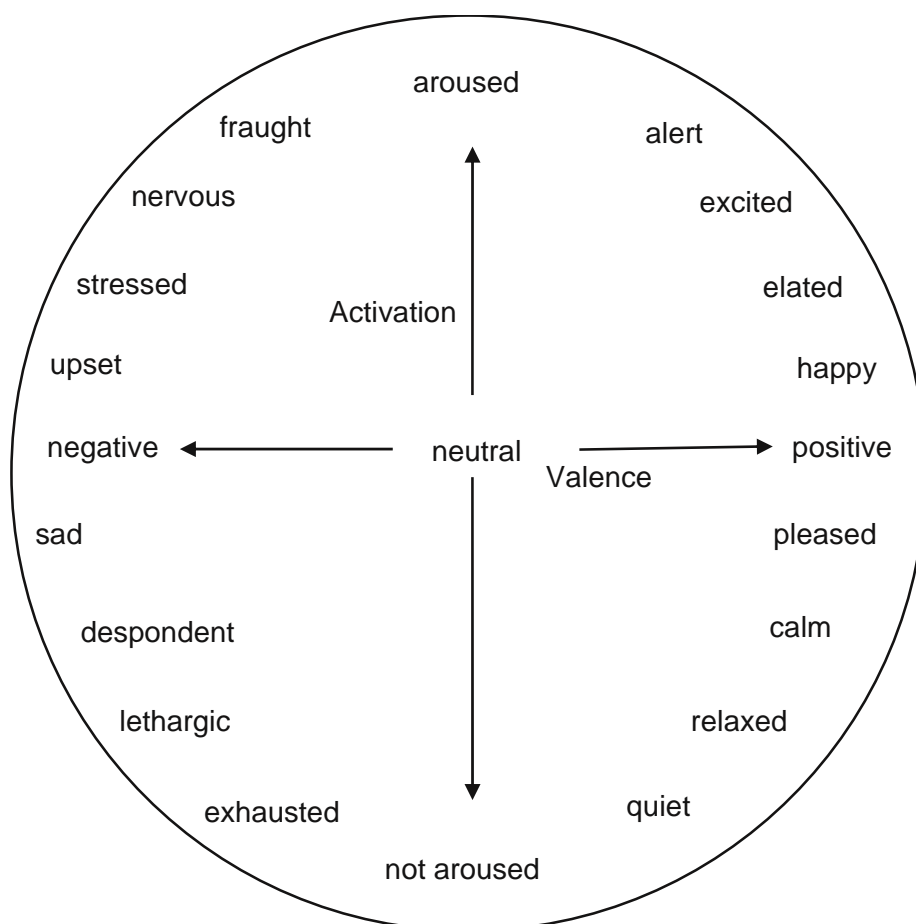 aroused
fraught
alert
nervous
excited
stressed
elated
Activation
upset
happy
negative
neutral
positive
Valence
sad
pleased
despondent
calm
lethargic
relaxed
exhausted
quiet
not aroused